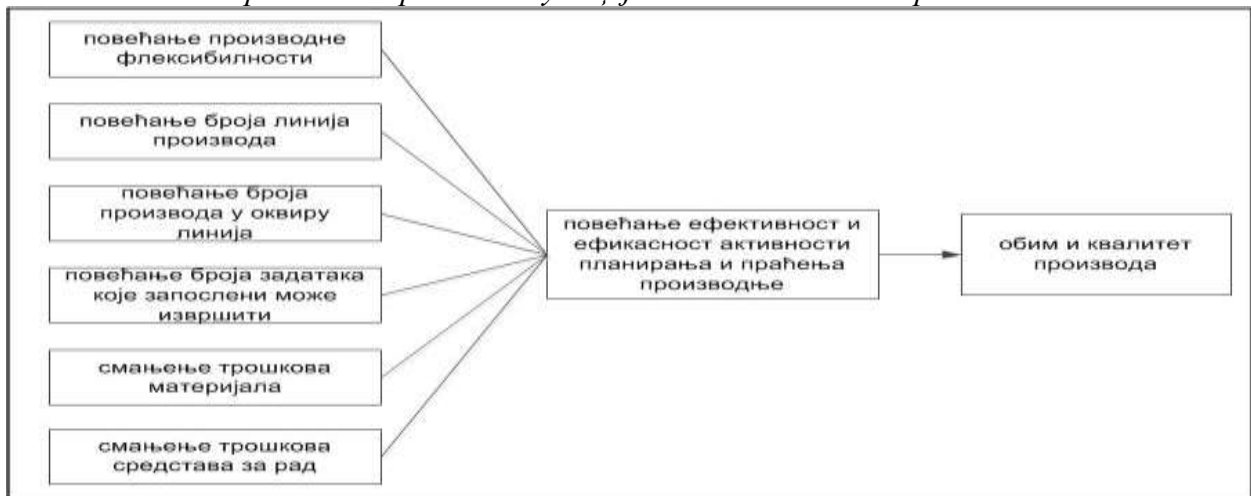 повећање производне
флексибилности
повећање броја линија
производа
повећање броја
производа у оквиру
линија
повећање броја задатака
које запослени може
извршити
смањење трошкова
материјала
смањење трошкова
средстава за рад
повећање ефективност и
ефикасност активности
планирања и праћења
производње
обим и квалитет
производа